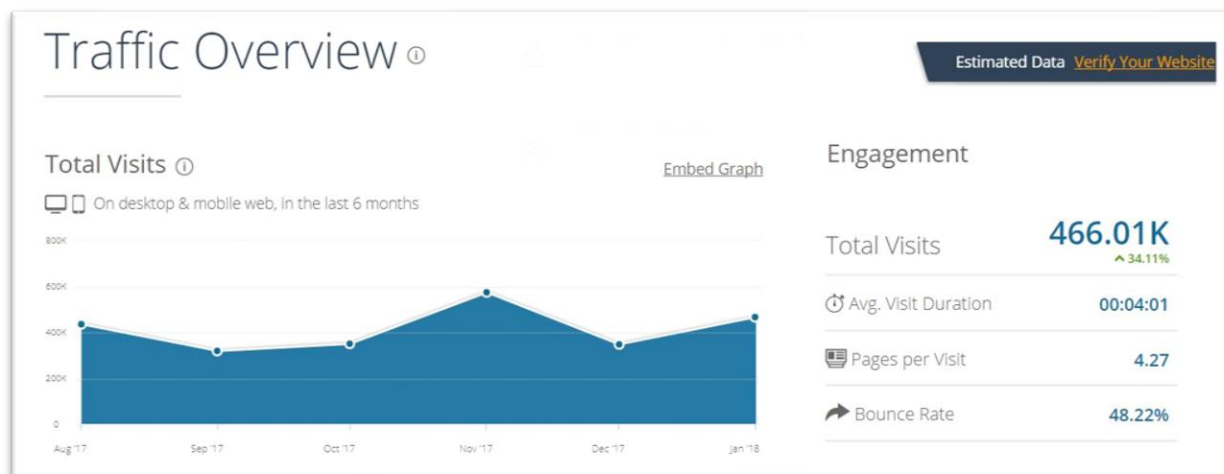 Traffic Overview
Estimated Data Verify Your Website
Total Visits
Embed Graph
On desktop & mobile web, in the last 6 months
800K
600K
400K
200K
0
Aug '17 Sep '17 Oct '17 Nov '17 Dec '17 Jan '18
Engagement
Total Visits 466.01K
34.11%
Avg. Visit Duration 00:04:01
Pages per Visit 4.27
Bounce Rate 48.22%